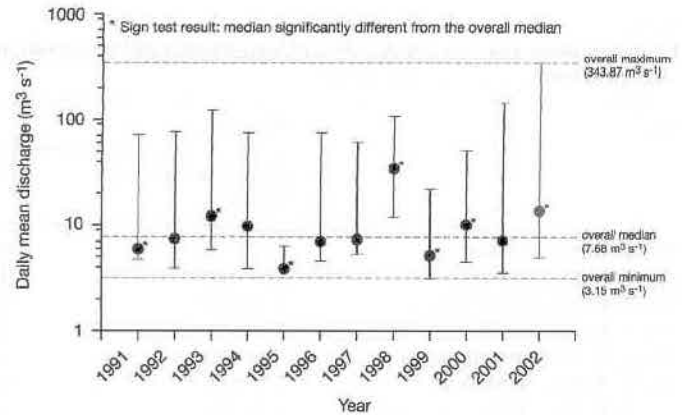 1000
* Sign test result: median significantly different from the overall median
overall maximum
(343.87 m³ s⁻¹)
100
Daily mean discharge (m³ s⁻¹)
10
overall median
(7.68 m³ s⁻¹)
overall minimum
(3.15 m³ s⁻¹)
1
1991
1992
1993
1994
1995
1996
1997
1998
1999
2000
2001
2002
Year